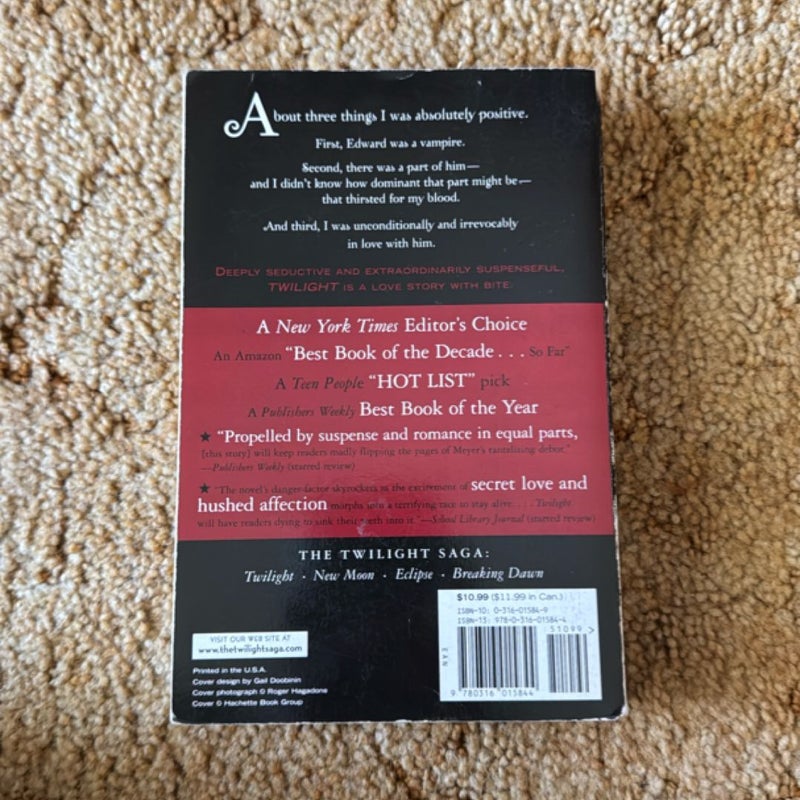 About three things I was absolutely positive.
First, Edward was a vampire.
Second, there was a part of him—
and I didn't know how dominant that part might be—
that thirsted for my blood.
And third, I was unconditionally and irrevocably
in love with him.
DEEPLY SEDUCTIVE AND EXTRAORDINARILY SUSPENSEFUL,
TWILIGHT IS A LOVE STORY WITH BITE.
A New York Times Editor's Choice
An Amazon "Best Book of the Decade . . . So Far"
A Teen People "HOT LIST" pick
A Publishers Weekly Best Book of the Year
★ "Propelled by suspense and romance in equal parts,
[this story] will keep readers madly flipping the pages of Meyer's tantalizing debut."
—Publishers Weekly (starred review)
★ "The novel's danger-factor skyrockets as the excitement of secret love and
hushed affection morphs into a terrifying race to stay alive. . . . Twilight
will have readers dying to sink their teeth into it."—School Library Journal (starred review)
THE TWILIGHT SAGA:
Twilight · New Moon · Eclipse · Breaking Dawn
$10.99 ($11.99 in Can.)
ISBN-10: 0-316-01584-9
ISBN-13: 978-0-316-01584-4
51099>
EAN
9 780316 015844
VISIT OUR WEB SITE AT
www.thetwilightsaga.com
Printed in the U.S.A.
Cover design by Gail Doobinin
Cover photograph © Roger Hagadone
Cover © Hachette Book Group